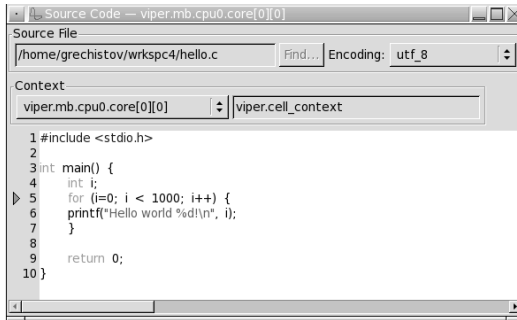 Source Code — viper.mb.cpu0.core[0][0]
Source File
/home/grechistov/wrkspc4/hello.c Find... Encoding: utf_8
Context
viper.mb.cpu0.core[0][0] viper.cell_context
1 #include <stdio.h>
2
3 int main() {
4 int i;
5 for (i=0; i < 1000; i++) {
6 printf("Hello world %d!\n", i);
7 }
8
9 return 0;
10 }